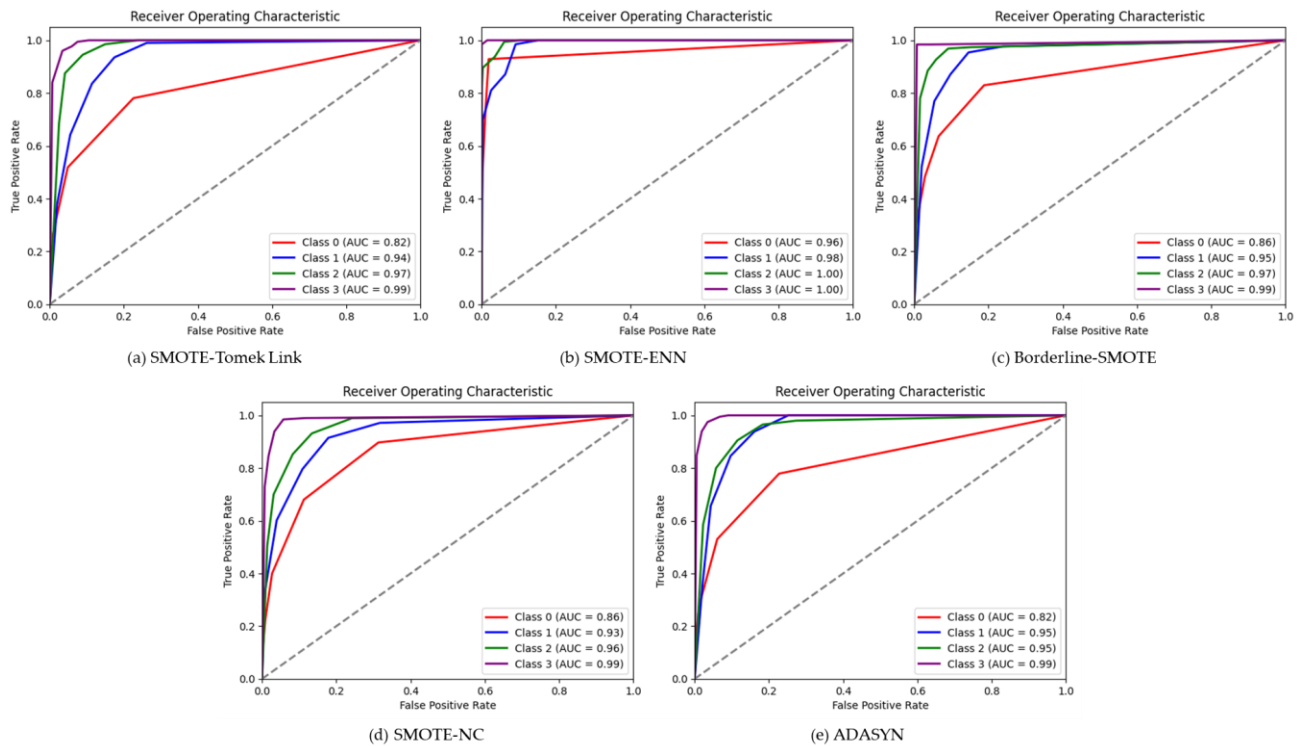 Receiver Operating Characteristic
1.0
0.8
0.6
0.4
0.2
0.0
True Positive Rate
Class 0 (AUC = 0.82)
Class 1 (AUC = 0.94)
Class 2 (AUC = 0.97)
Class 3 (AUC = 0.99)
0.0 0.2 0.4 0.6 0.8 1.0
False Positive Rate
(a) SMOTE-Tomek Link
Receiver Operating Characteristic
1.0
0.8
0.6
0.4
0.2
0.0
True Positive Rate
Class 0 (AUC = 0.96)
Class 1 (AUC = 0.98)
Class 2 (AUC = 1.00)
Class 3 (AUC = 1.00)
0.0 0.2 0.4 0.6 0.8 1.0
False Positive Rate
(b) SMOTE-ENN
Receiver Operating Characteristic
1.0
0.8
0.6
0.4
0.2
0.0
True Positive Rate
Class 0 (AUC = 0.86)
Class 1 (AUC = 0.95)
Class 2 (AUC = 0.97)
Class 3 (AUC = 0.99)
0.0 0.2 0.4 0.6 0.8 1.0
False Positive Rate
(c) Borderline-SMOTE
Receiver Operating Characteristic
1.0
0.8
0.6
0.4
0.2
0.0
True Positive Rate
Class 0 (AUC = 0.86)
Class 1 (AUC = 0.93)
Class 2 (AUC = 0.96)
Class 3 (AUC = 0.99)
0.0 0.2 0.4 0.6 0.8 1.0
False Positive Rate
(d) SMOTE-NC
Receiver Operating Characteristic
1.0
0.8
0.6
0.4
0.2
0.0
True Positive Rate
Class 0 (AUC = 0.82)
Class 1 (AUC = 0.95)
Class 2 (AUC = 0.95)
Class 3 (AUC = 0.99)
0.0 0.2 0.4 0.6 0.8 1.0
False Positive Rate
(e) ADASYN